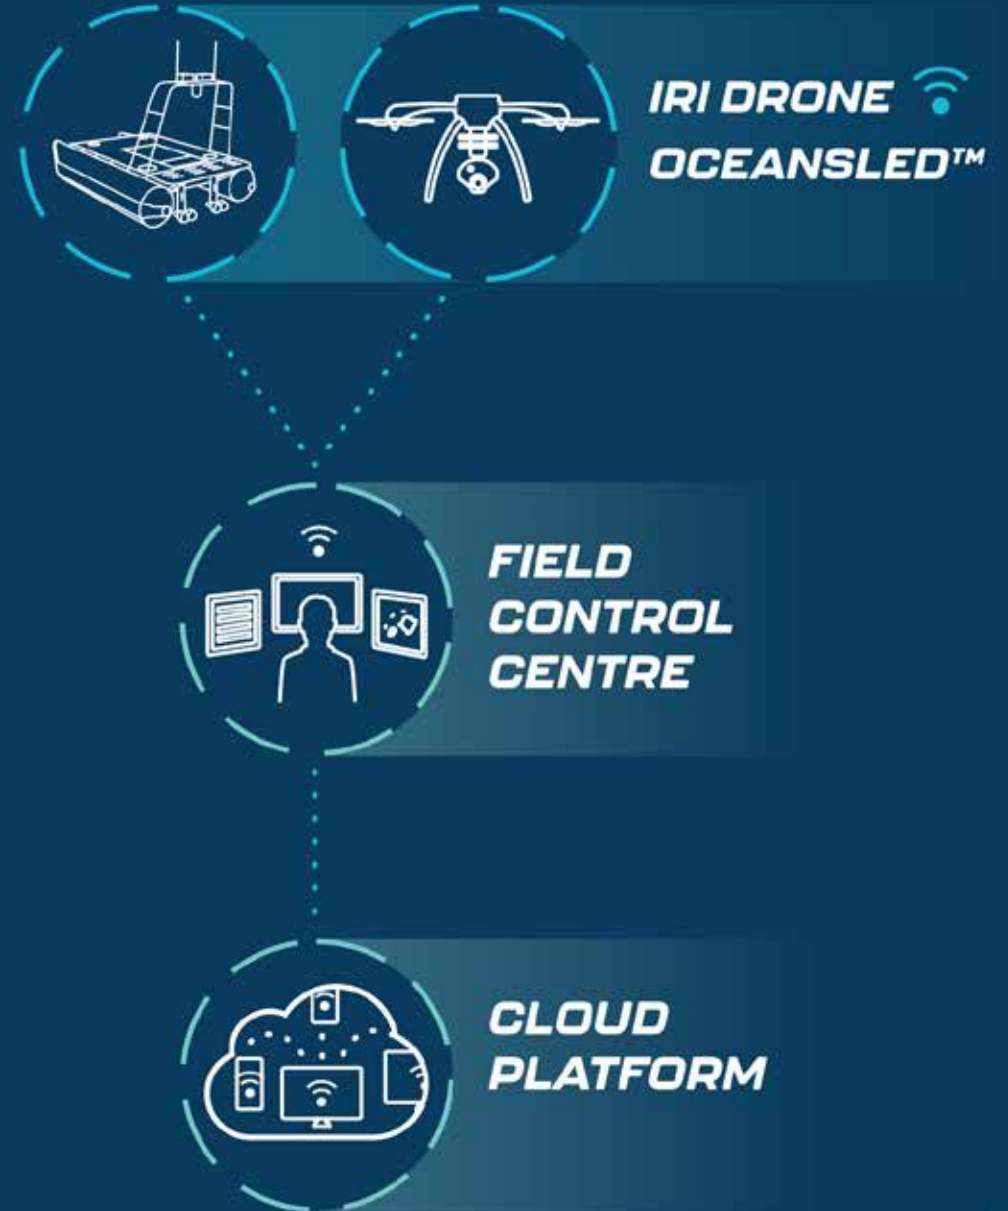 IRI DRONE
OCEANSLED™
FIELD
CONTROL
CENTRE
CLOUD
PLATFORM